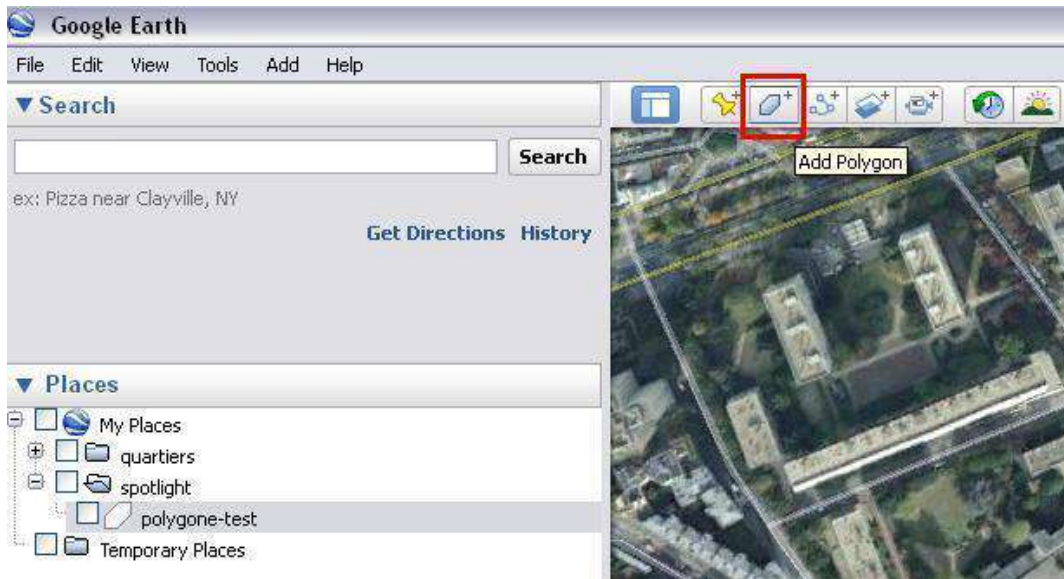 Google Earth
File Edit View Tools Add Help
Search
Search
Add Polygon
ex: Pizza near Clayville, NY
Get Directions History
Places
My Places
quartiers
spotlight
polygone-test
Temporary Places